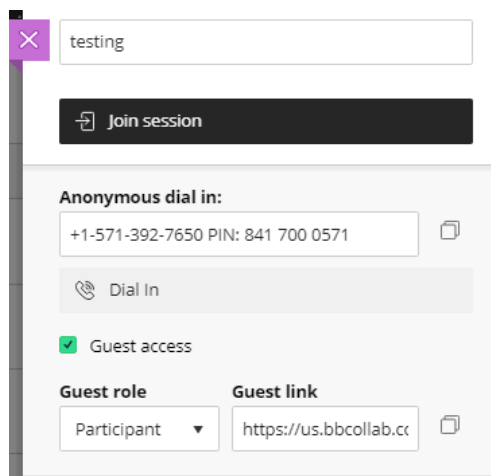 testing
Join session
Anonymous dial in:
+1-571-392-7650 PIN: 841 700 0571
Dial In
Guest access
Guest role Guest link
Participant https://us.bbcollab.cc